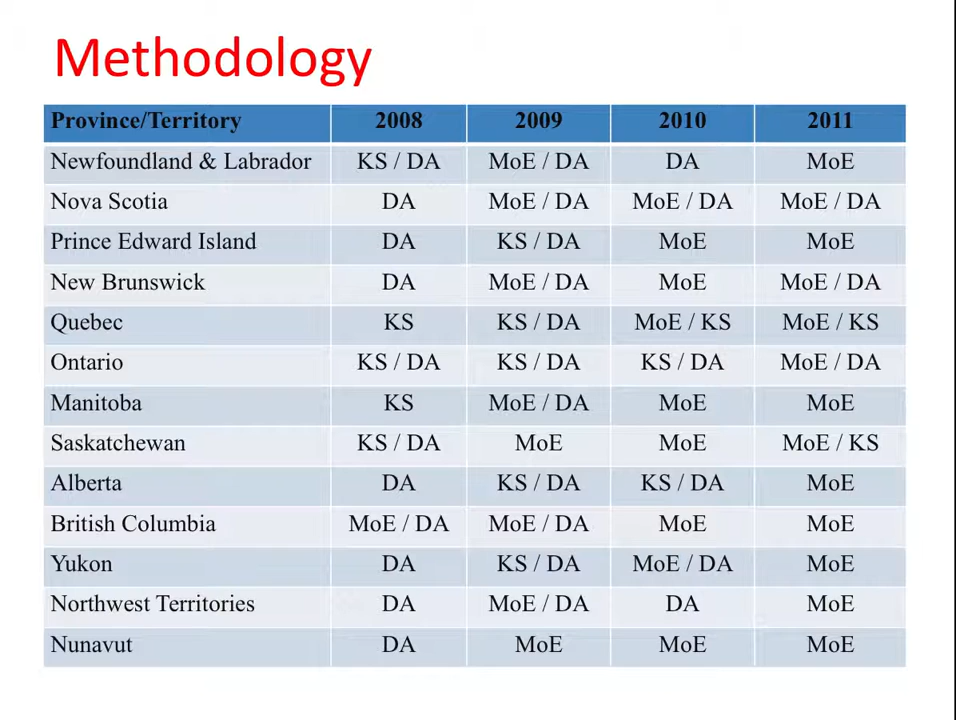 Methodology
Province/Territory 2008 2009 2010 2011
Newfoundland & Labrador KS / DA MoE / DA DA MoE
Nova Scotia DA MoE / DA MoE / DA MoE / DA
Prince Edward Island DA KS / DA MoE MoE
New Brunswick DA MoE / DA MoE MoE / DA
Quebec KS KS / DA MoE / KS MoE / KS
Ontario KS / DA KS / DA KS / DA MoE / DA
Manitoba KS MoE / DA MoE MoE
Saskatchewan KS / DA MoE MoE MoE / KS
Alberta DA KS / DA KS / DA MoE
British Columbia MoE / DA MoE / DA MoE MoE
Yukon DA KS / DA MoE / DA MoE
Northwest Territories DA MoE / DA DA MoE
Nunavut DA MoE MoE MoE